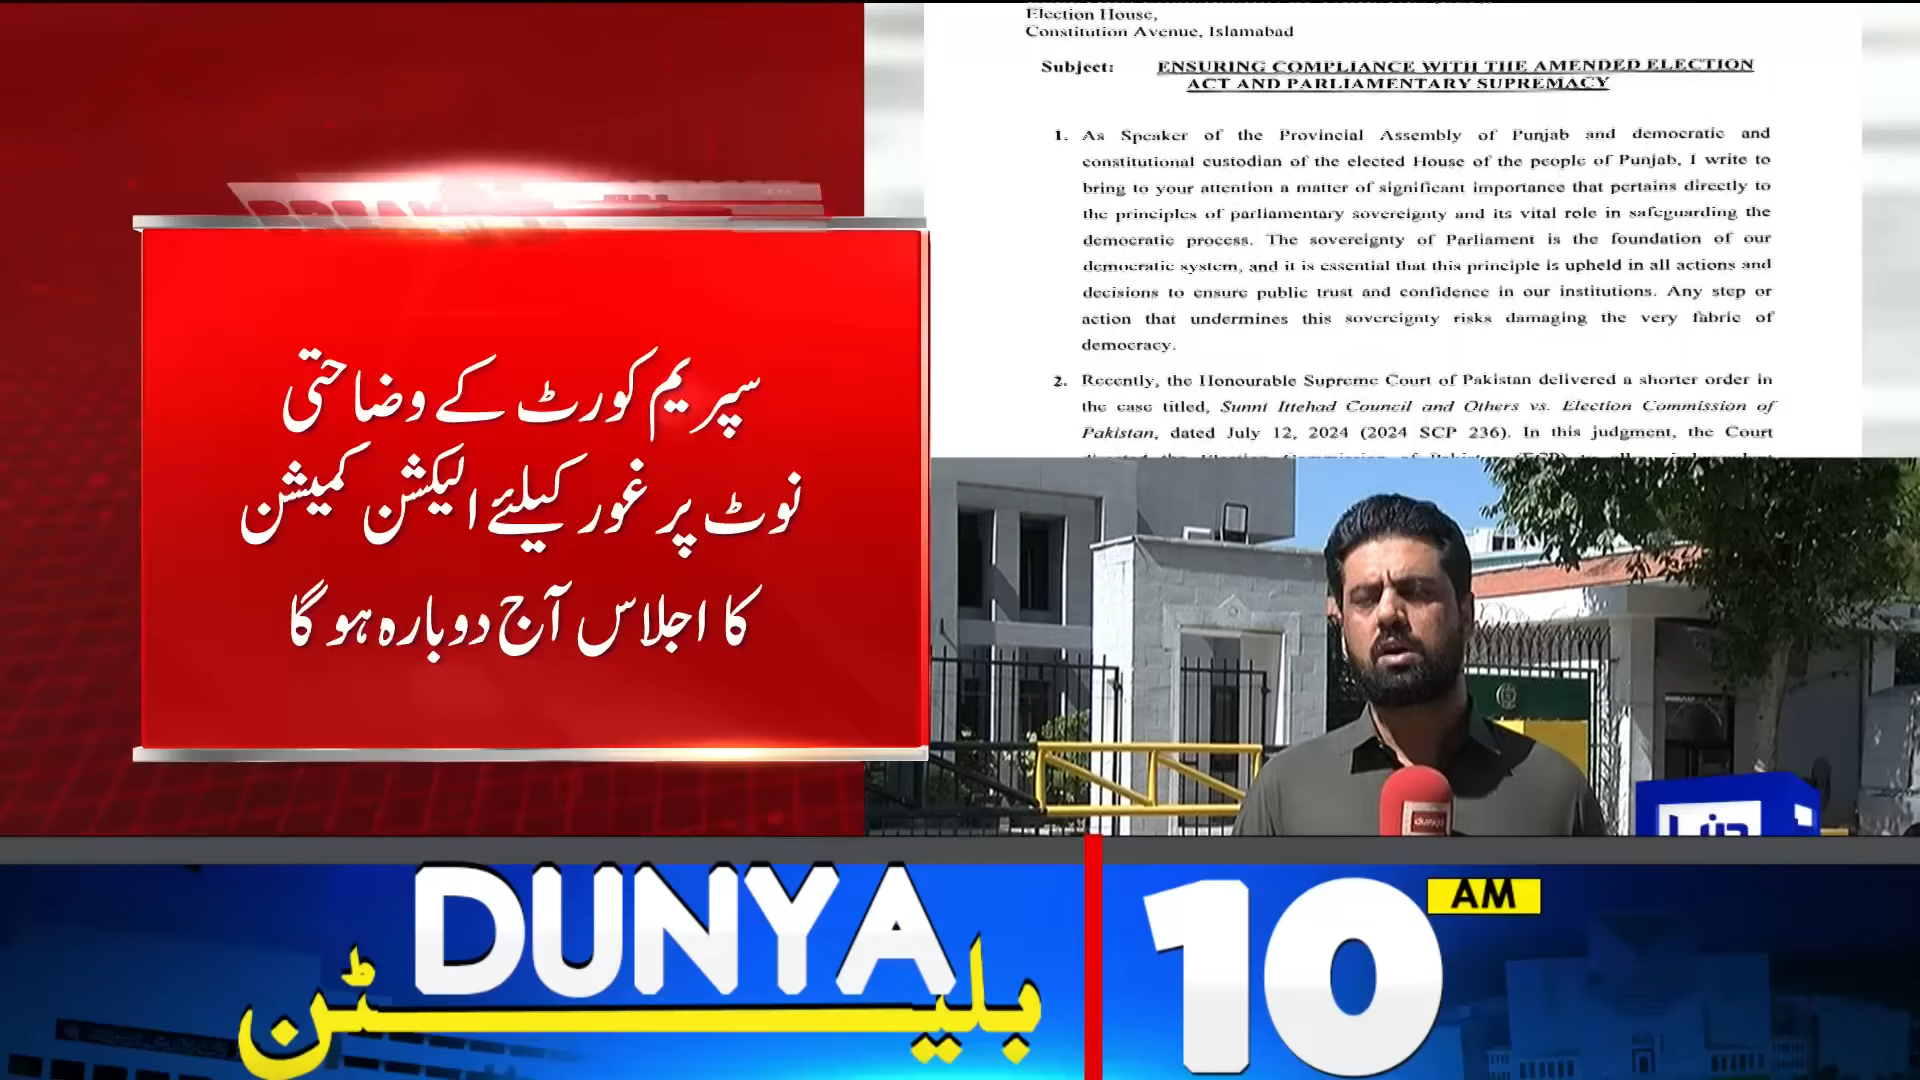 سپریم کورٹ کے وضاحتی
نوٹ پر غور کیلئے الیکشن کمیشن
کا اجلاس آج دوبارہ ہو گا
Election House,
Constitution Avenue, Islamabad
Subject: ENSURING COMPLIANCE WITH THE AMENDED ELECTION
ACT AND PARLIAMENTARY SUPREMACY
1. As Speaker of the Provincial Assembly of Punjab and democratic and
constitutional custodian of the elected House of the people of Punjab, I write to
bring to your attention a matter of significant importance that pertains directly to
the principles of parliamentary sovereignty and its vital role in safeguarding the
democratic process. The sovereignty of Parliament is the foundation of our
democratic system, and it is essential that this principle is upheld in all actions and
decisions to ensure public trust and confidence in our institutions. Any step or
action that undermines this sovereignty risks damaging the very fabric of
democracy.
2. Recently, the Honourable Supreme Court of Pakistan delivered a shorter order in
the case titled, Sunni Ittehad Council and Others vs. Election Commission of
Pakistan, dated July 12, 2024 (2024 SCP 236). In this judgment, the Court
دنیا
DUNYA
بلیٹن
10 AM